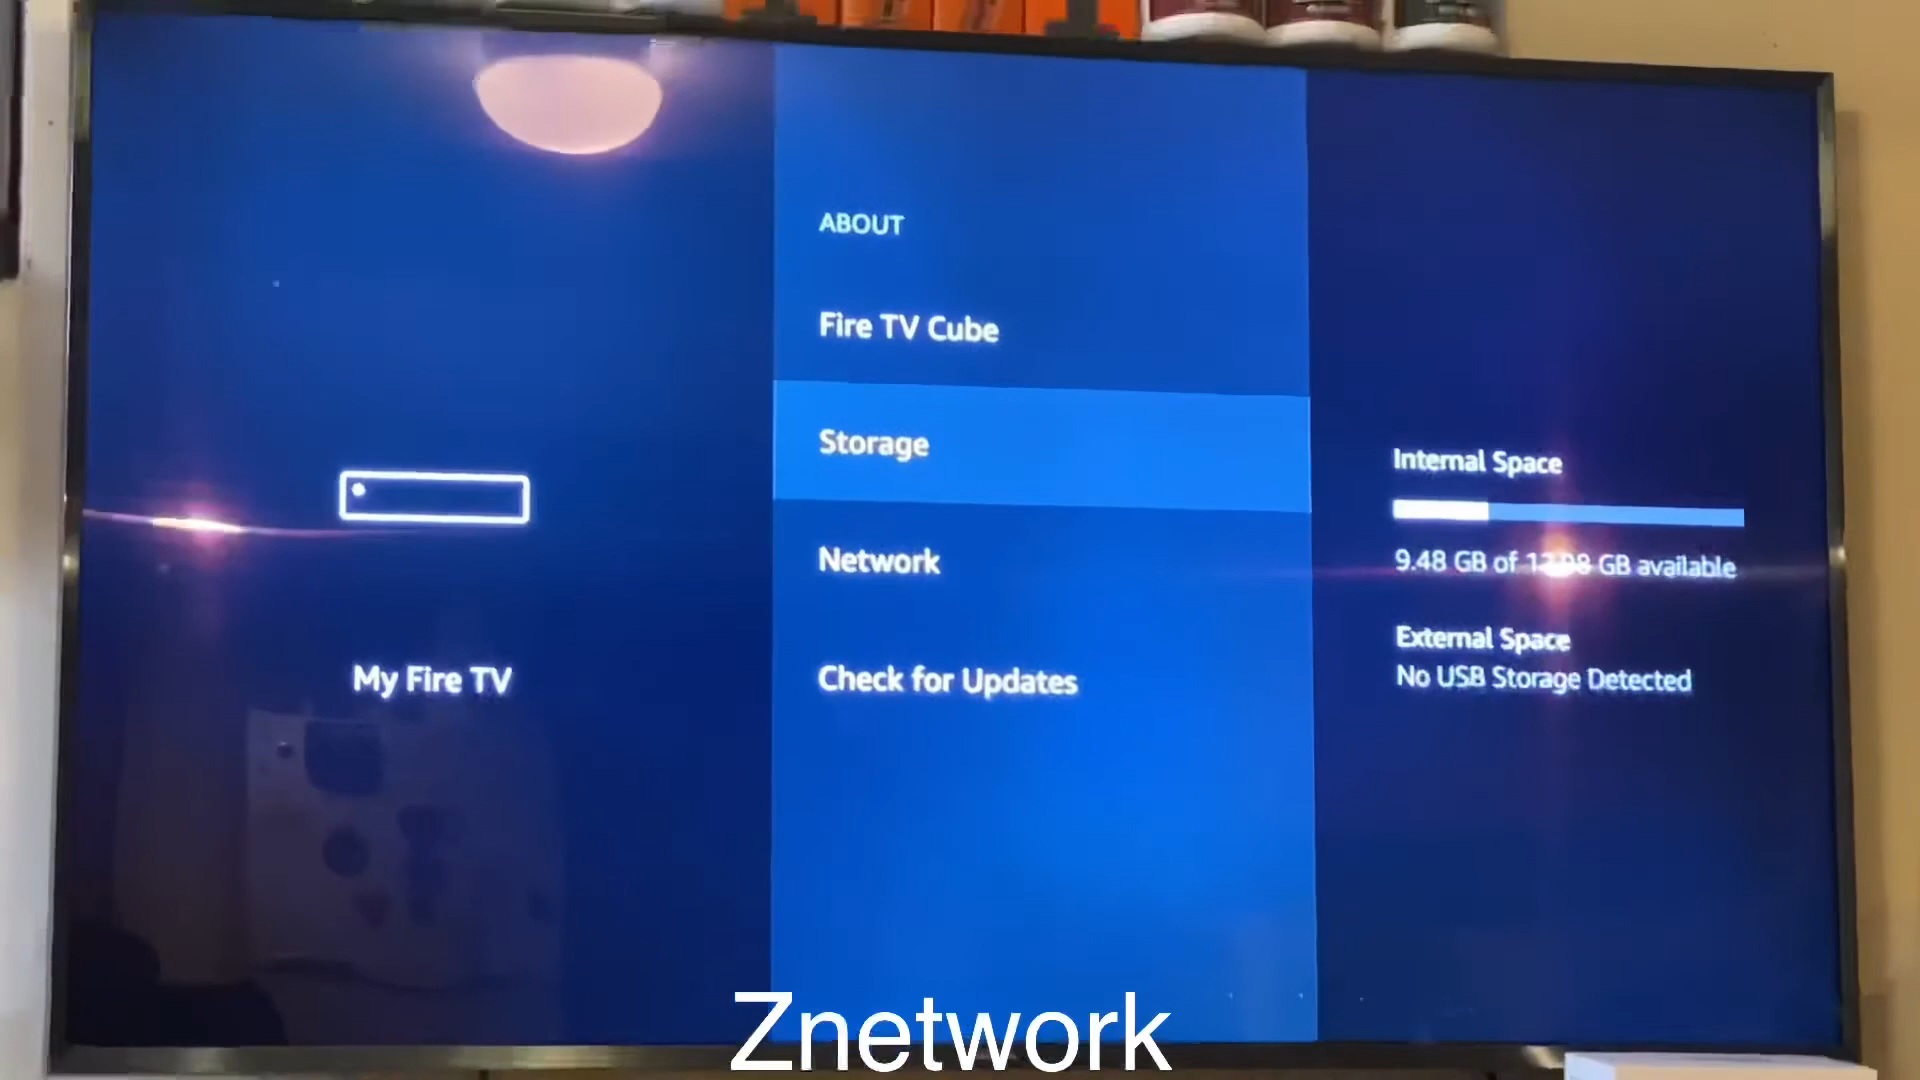 ABOUT
Fire TV Cube
Storage
Network
Check for Updates
My Fire TV
Internal Space
9.48 GB of GB available
External Space
No USB Storage Detected
Znetwork